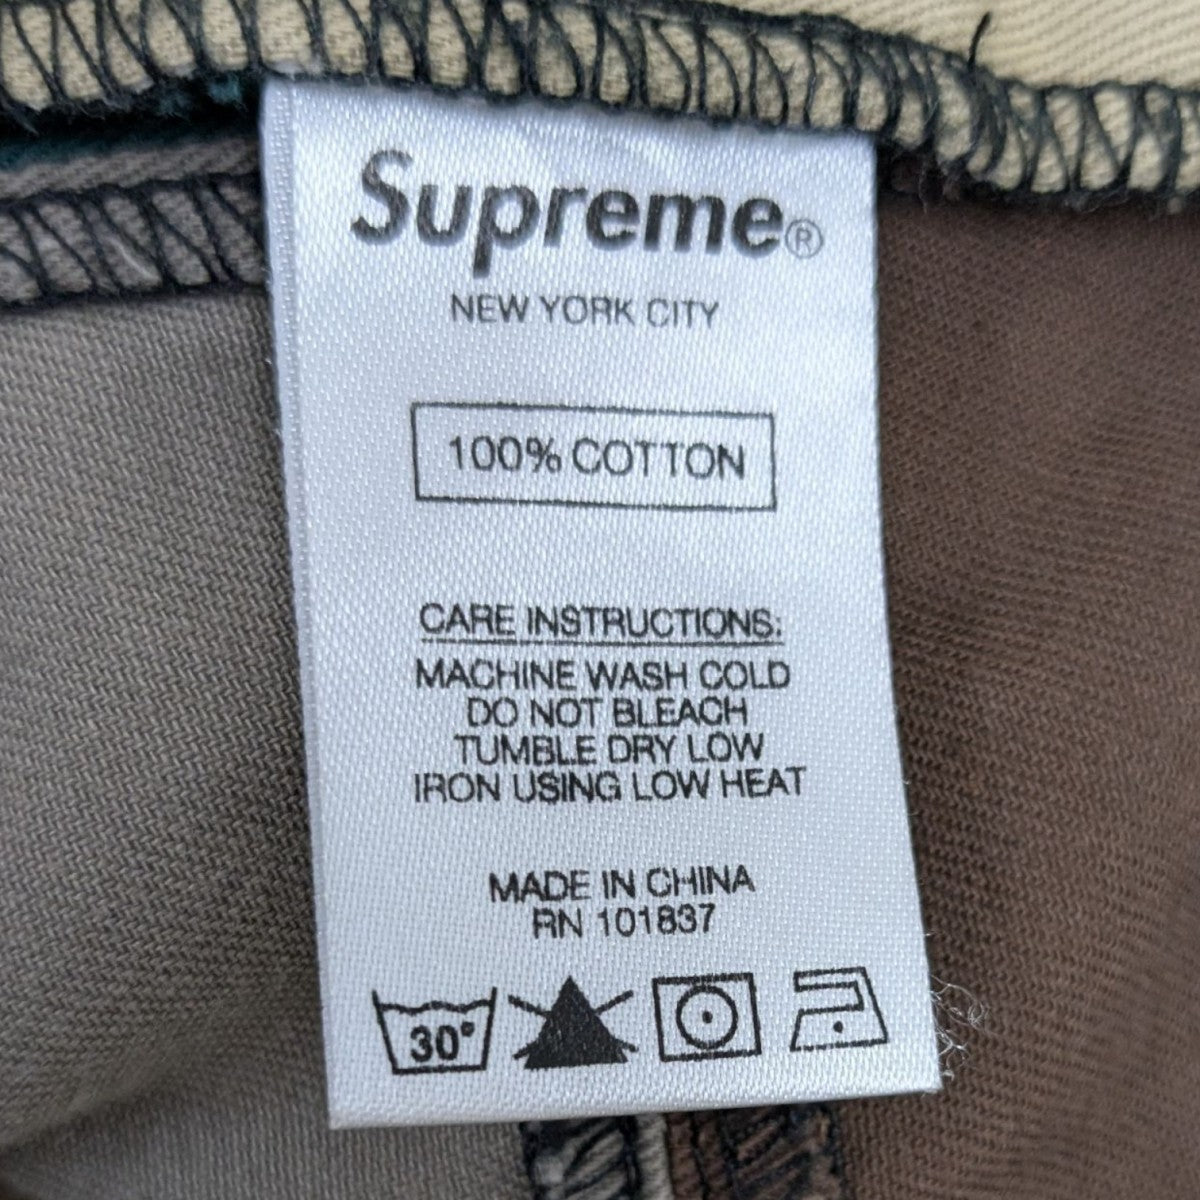 Supreme®
NEW YORK CITY
100% COTTON
CARE INSTRUCTIONS:
MACHINE WASH COLD
DO NOT BLEACH
TUMBLE DRY LOW
IRON USING LOW HEAT
MADE IN CHINA
RN 101837
30°